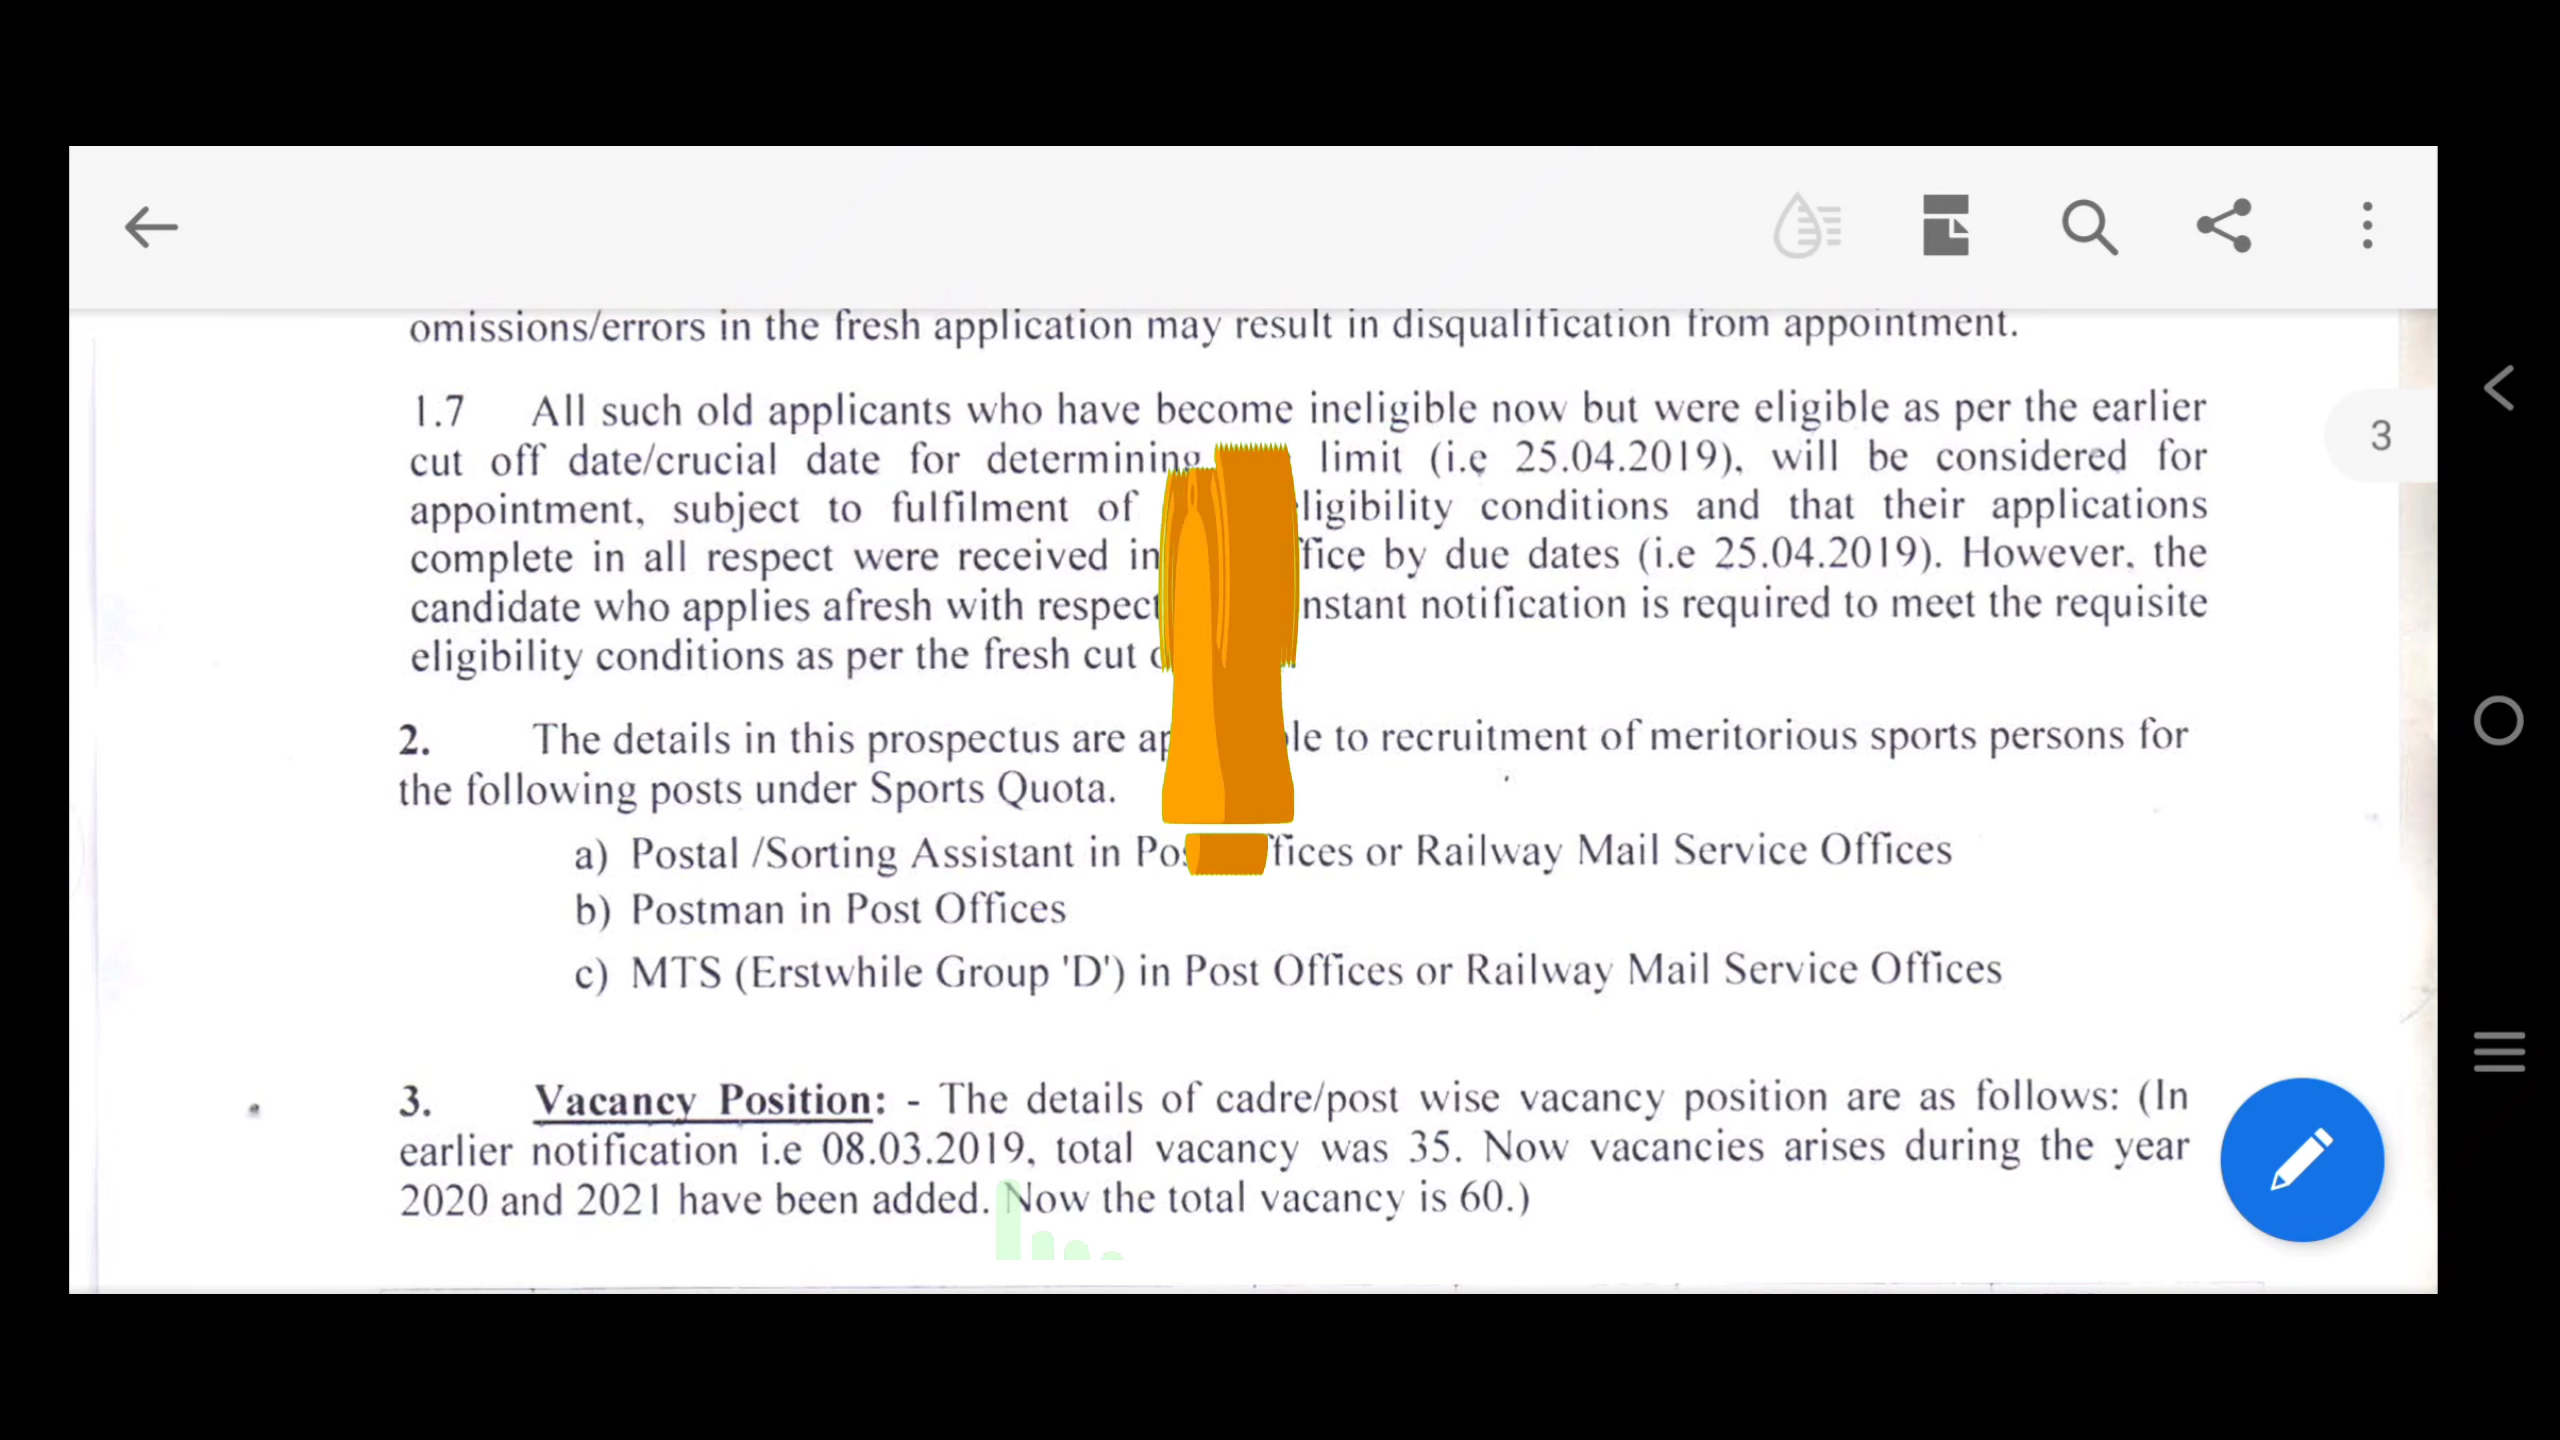 omissions/errors in the fresh application may result in disqualification from appointment.
3
1.7 All such old applicants who have become ineligible now but were eligible as per the earlier
cut off date/crucial date for determining limit (i.e 25.04.2019), will be considered for
appointment, subject to fulfilment of conditions and that their applications
complete in all respect were received in by due dates (i.e 25.04.2019). However, the
candidate who applies afresh with respect notification is required to meet the requisite
eligibility conditions as per the fresh cut
2. The details in this prospectus are to recruitment of meritorious sports persons for
the following posts under Sports Quota.
a) Postal /Sorting Assistant in or Railway Mail Service Offices
b) Postman in Post Offices
c) MTS (Erstwhile Group 'D') in Post Offices or Railway Mail Service Offices
3. Vacancy Position: - The details of cadre/post wise vacancy position are as follows: (In
earlier notification i.e 08.03.2019, total vacancy was 35. Now vacancies arises during the year
2020 and 2021 have been added. Now the total vacancy is 60.)